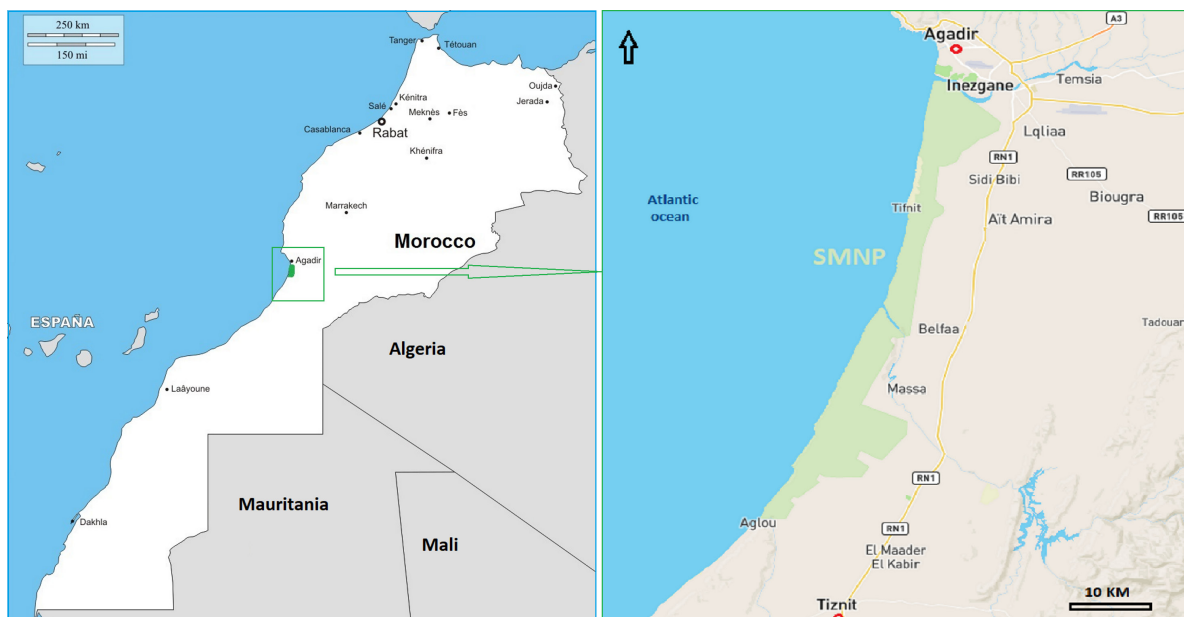 250 km
150 mi
Tanger
Tétouan
Oujda
Jerada
Kénitra
Salé
Meknès
Fès
Rabat
Casablanca
Khénifra
Marrakech
Morocco
Agadir
ESPAÑA
Algeria
Laâyoune
Mauritania
Dakhla
Mali
A3
Agadir
Inezgane
Temsia
Lqliaa
RN1
Sidi Bibi
RR105
Biougra
Atlantic
ocean
Tifnit
Aït Amira
RR105
SMNP
Belfaa
Tadouar
Massa
RN1
Aglou
RN1
El Maader
El Kabir
10 KM
Tiznit